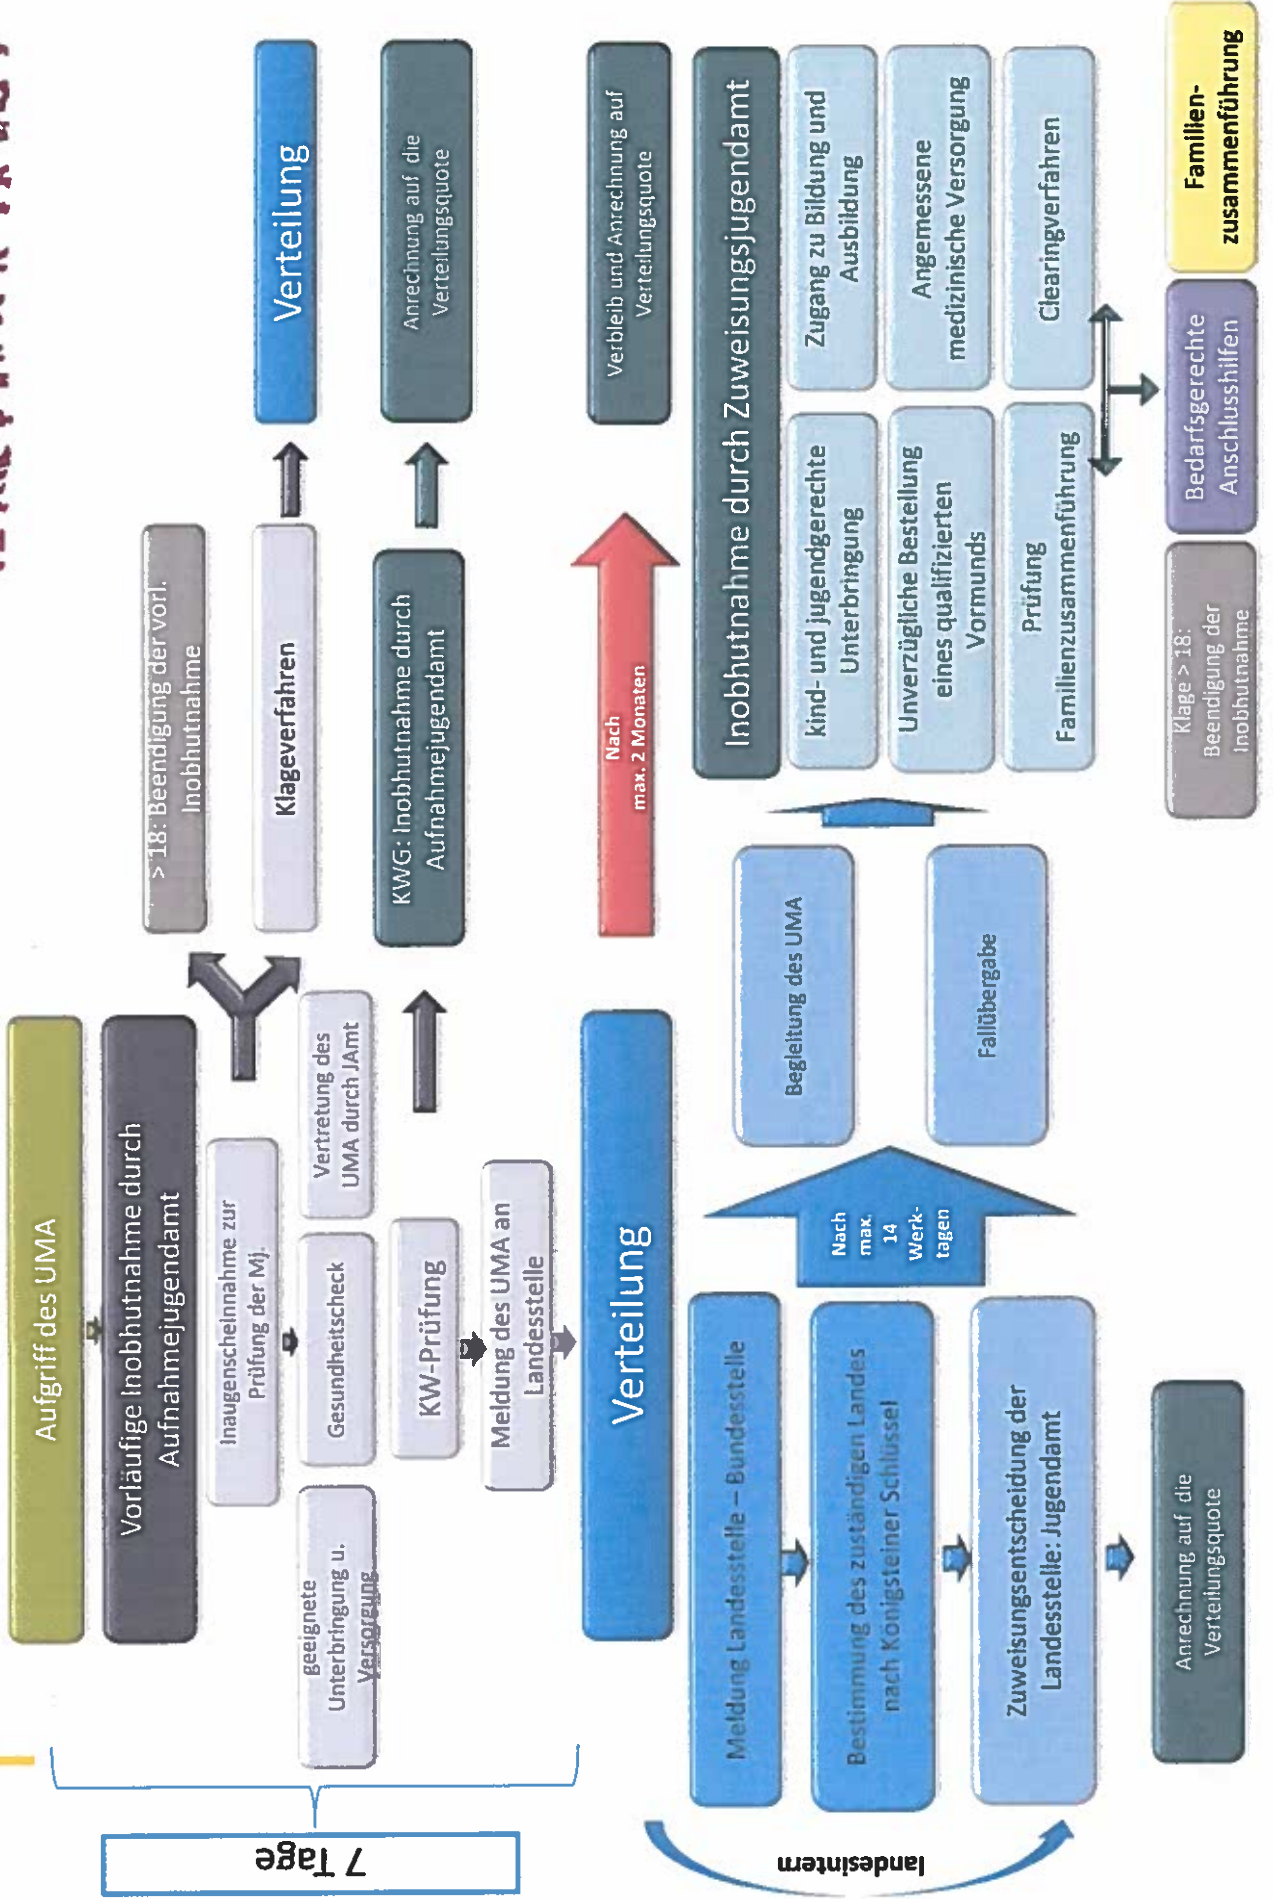 Aufgriff des UMA
Vorläufige Inobhutnahme durch
Aufnahmejugendamt
Inaugenscheinnahme zur
Prüfung der Mj.
geeignete
Unterbringung u.
Versorgung
Gesundheitscheck
Vertretung des
UMA durch JAmt
KW-Prüfung
Meldung des UMA an
Landesstelle
7 Tage
> 18: Beendigung der vorl.
Inobhutnahme
Klageverfahren
Verteilung
KWG: Inobhutnahme durch
Aufnahmejugendamt
Anrechnung auf die
Verteilungsquote
Verteilung
Nach
max. 2 Monaten
Verbleib und Anrechnung auf
Verteilungsquote
landesintern
Meldung Landesstelle – Bundesstelle
Bestimmung des zuständigen Landes
nach Königsteiner Schlüssel
Zuweisungsentscheidung der
Landesstelle: Jugendamt
Anrechnung auf die
Verteilungsquote
Nach
max.
14
Werk-
tagen
Begleitung des UMA
Fallübergabe
Inobhutnahme durch Zuweisungsjugendamt
kind- und jugendgerechte
Unterbringung
Zugang zu Bildung und
Ausbildung
Unverzügliche Bestellung
eines qualifizierten
Vormunds
Angemessene
medizinische Versorgung
Prüfung
Familienzusammenführung
Clearingverfahren
Klage > 18:
Beendigung der
Inobhutnahme
Bedarfsgerechte
Anschlusshilfen
Familien-
zusammenführung